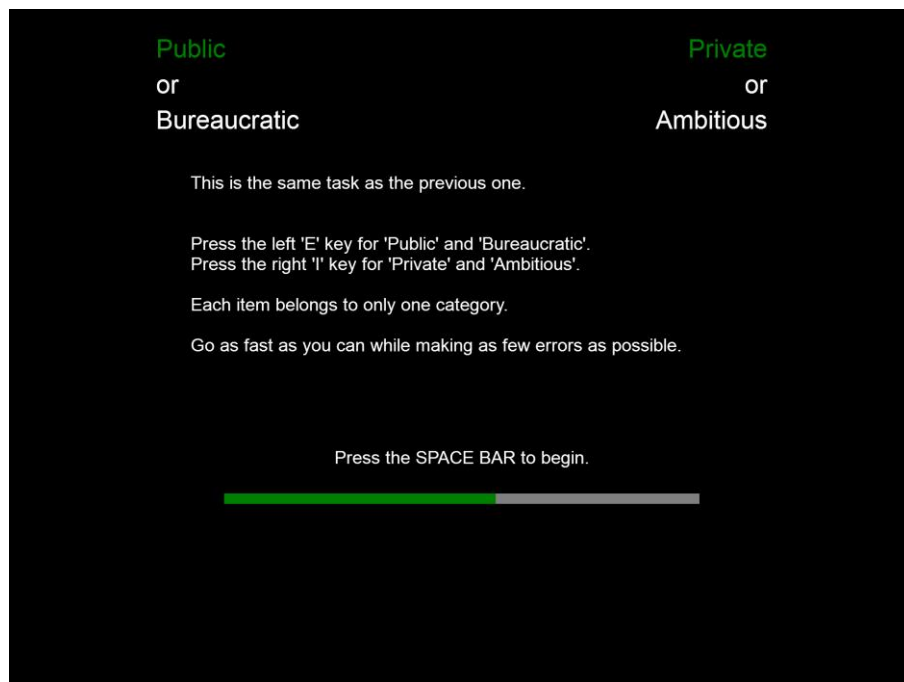 Public
or
Bureaucratic
Private
or
Ambitious
This is the same task as the previous one.
Press the left 'E' key for 'Public' and 'Bureaucratic'.
Press the right 'I' key for 'Private' and 'Ambitious'.
Each item belongs to only one category.
Go as fast as you can while making as few errors as possible.
Press the SPACE BAR to begin.